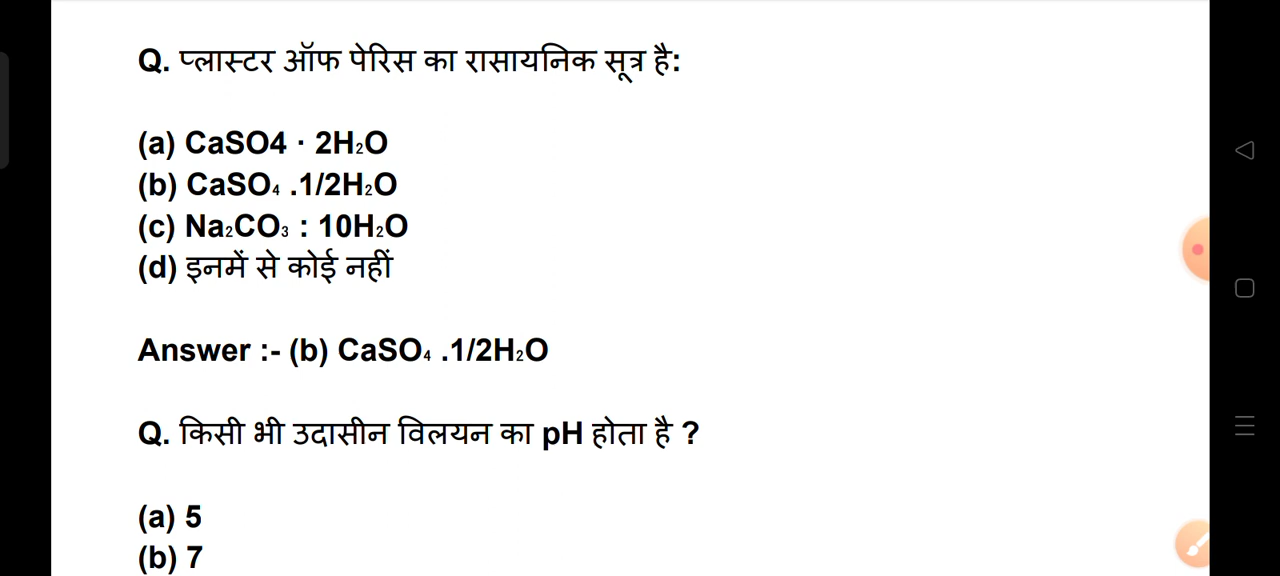 Q. प्लास्टर ऑफ पेरिस का रासायनिक सूत्र है:
(a) CaSO4 · 2H₂O
(b) CaSO₄ .1/2H₂O
(c) Na₂CO₃ : 10H₂O
(d) इनमें से कोई नहीं
Answer :- (b) CaSO₄ .1/2H₂O
Q. किसी भी उदासीन विलयन का pH होता है ?
(a) 5
(b) 7